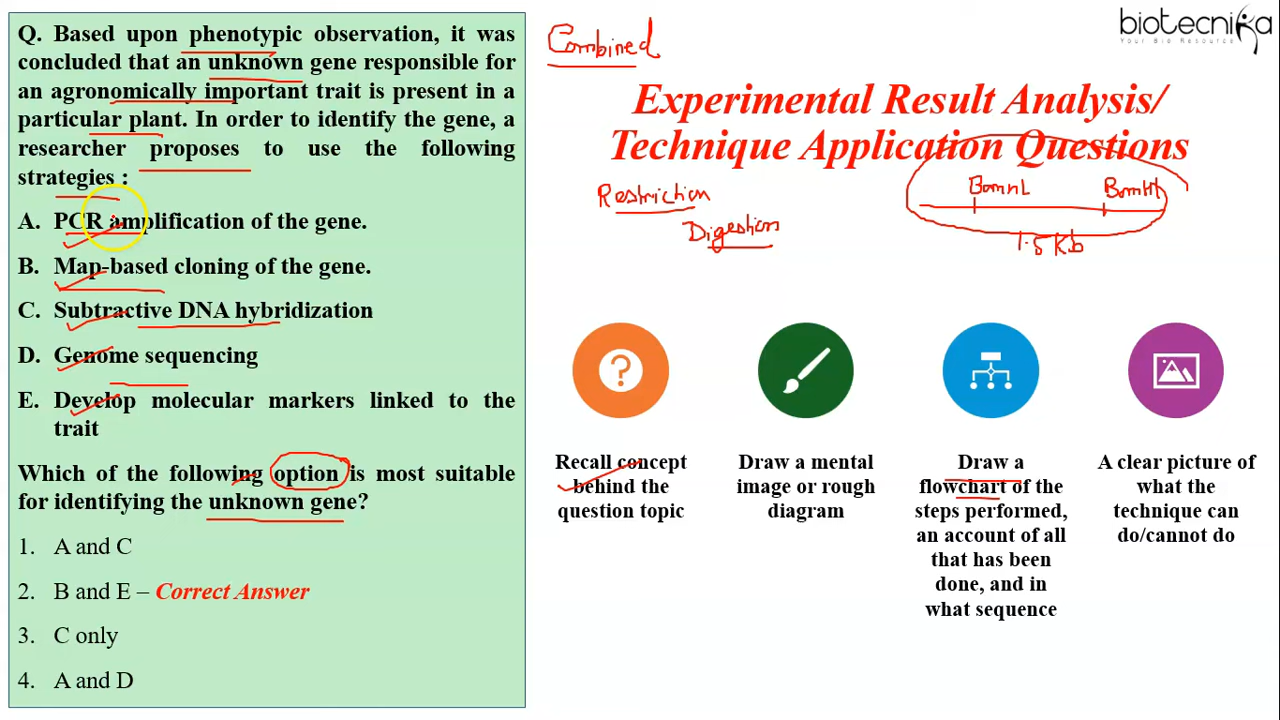 Q. Based upon phenotypic observation, it was
concluded that an unknown gene responsible for
an agronomically important trait is present in a
particular plant. In order to identify the gene, a
researcher proposes to use the following
strategies :
A. PCR amplification of the gene.
B. Map-based cloning of the gene.
C. Subtractive DNA hybridization
D. Genome sequencing
E. Develop molecular markers linked to the
trait
Which of the following option is most suitable
for identifying the unknown gene?
1. A and C
2. B and E – Correct Answer
3. C only
4. A and D
biotecnika
Your Bio Resource
Combined
Experimental Result Analysis/
Technique Application Questions
Restriction
Digestion
BamHI
BamHI
1.5 Kb
?
Recall concept
behind the
question topic
Draw a mental
image or rough
diagram
Draw a
flowchart of the
steps performed,
an account of all
that has been
done, and in
what sequence
A clear picture of
what the
technique can
do/cannot do